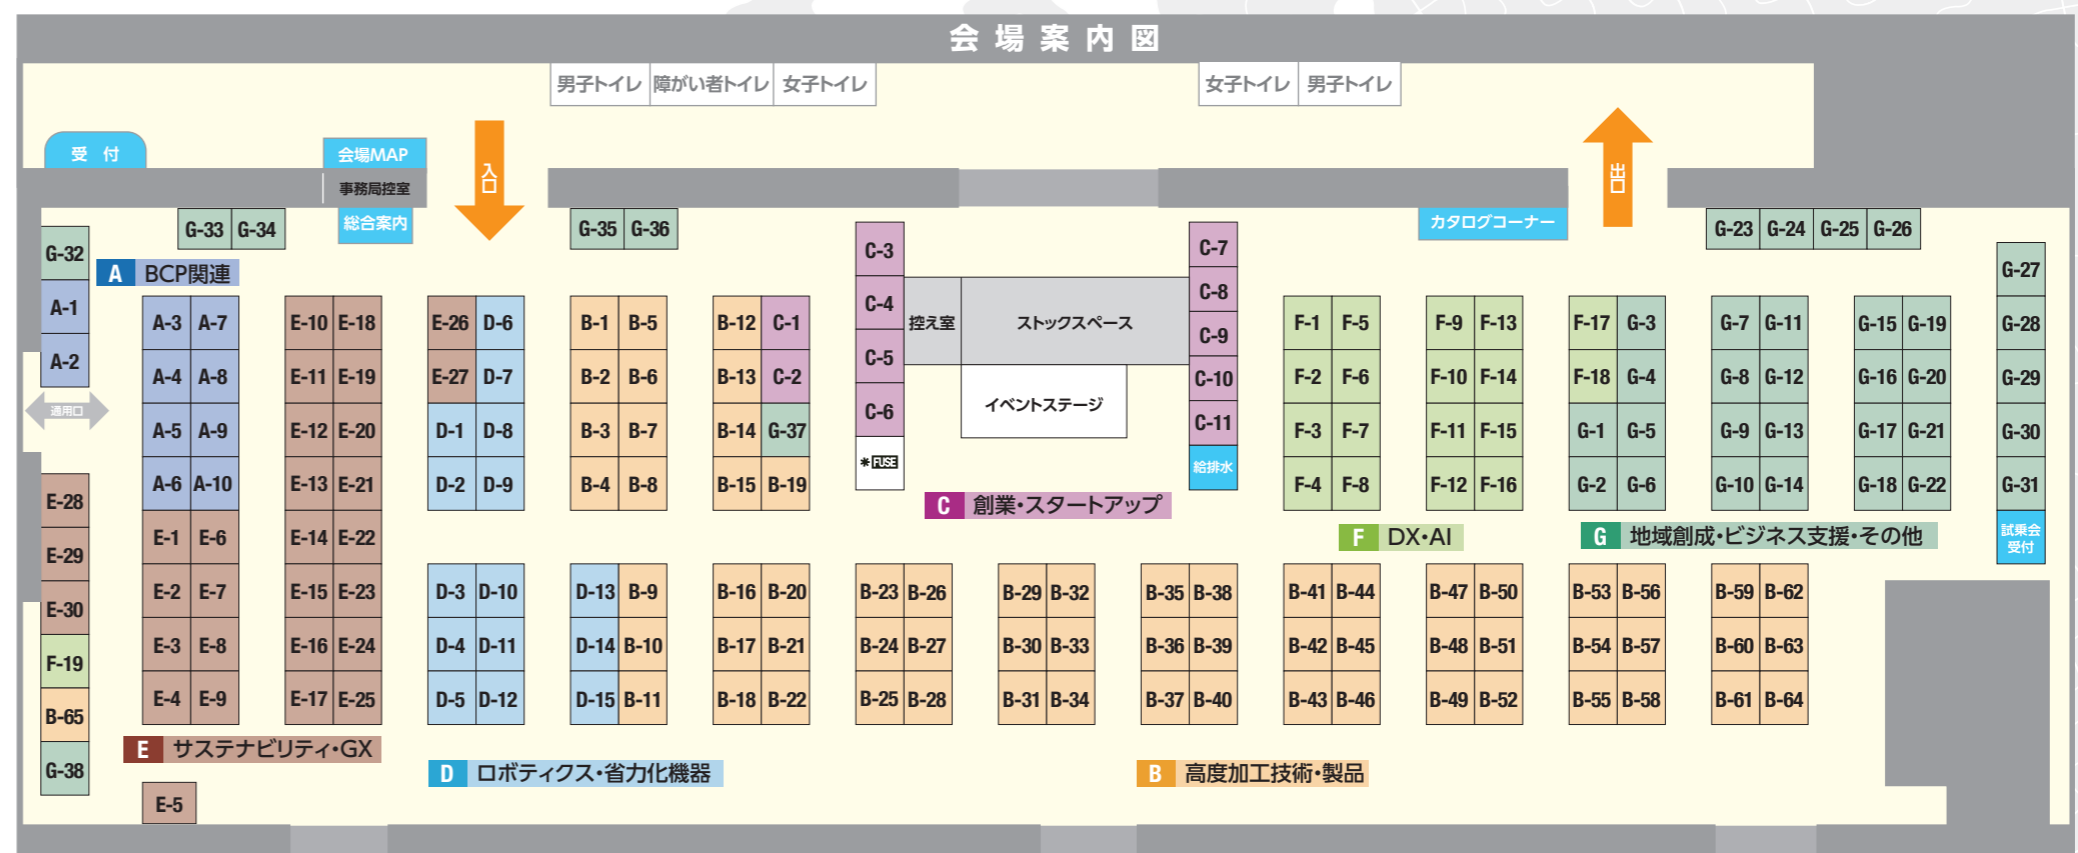 会場案内図
男子トイレ 障がい者トイレ 女子トイレ 女子トイレ 男子トイレ
受付 会場MAP 入口 出口
事務局控室
総合案内 カタログコーナー
G-33 G-34 G-35 G-36 G-23 G-24 G-25 G-26
G-32
A-1
A-2
通用口
E-28
E-29
E-30
F-19
B-65
G-38
A BCP関連
A-3 A-7
A-4 A-8
A-5 A-9
A-6 A-10
E-1 E-6
E-2 E-7
E-3 E-8
E-4 E-9
E サステナビリティ・GX
E-5
E-10 E-18
E-11 E-19
E-12 E-20
E-13 E-21
E-14 E-22
E-15 E-23
E-16 E-24
E-17 E-25
E-26 D-6
E-27 D-7
D-1 D-8
D-2 D-9
D-3 D-10
D-4 D-11
D-5 D-12
D ロボティクス・省力化機器
B-1 B-5
B-2 B-6
B-3 B-7
B-4 B-8
D-13 B-9
D-14 B-10
D-15 B-11
B-12 C-1
B-13 C-2
B-14 G-37
B-15 B-19
B-16 B-20
B-17 B-21
B-18 B-22
C-3
C-4
C-5
C-6
*FUSE
控え室 ストックスペース
イベントステージ
C-7
C-8
C-9
C-10
C-11
給排水
C 創業・スタートアップ
B-23 B-26
B-24 B-27
B-25 B-28
B-29 B-32
B-30 B-33
B-31 B-34
B-35 B-38
B-36 B-39
B-37 B-40
B 高度加工技術・製品
F-1 F-5
F-2 F-6
F-3 F-7
F-4 F-8
F-9 F-13
F-10 F-14
F-11 F-15
F-12 F-16
F DX・AI
B-41 B-44
B-42 B-45
B-43 B-46
B-47 B-50
B-48 B-51
B-49 B-52
F-17 G-3
F-18 G-4
G-1 G-5
G-2 G-6
G-7 G-11
G-8 G-12
G-9 G-13
G-10 G-14
G-15 G-19
G-16 G-20
G-17 G-21
G-18 G-22
G 地域創成・ビジネス支援・その他
B-53 B-56
B-54 B-57
B-55 B-58
B-59 B-62
B-60 B-63
B-61 B-64
G-27
G-28
G-29
G-30
G-31
試乗会
受付